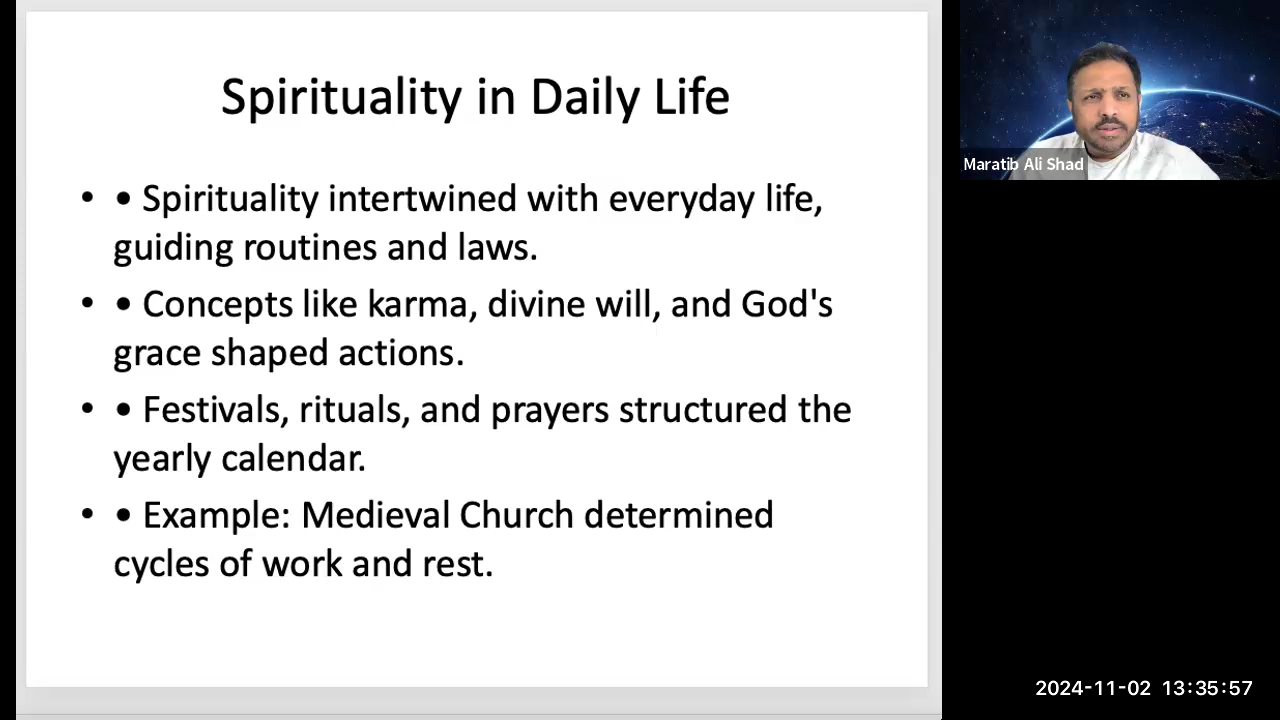 Spirituality in Daily Life
• • Spirituality intertwined with everyday life,
guiding routines and laws.
• • Concepts like karma, divine will, and God's
grace shaped actions.
• • Festivals, rituals, and prayers structured the
yearly calendar.
• • Example: Medieval Church determined
cycles of work and rest.
Maratib Ali Shad
2024-11-02 13:35:57